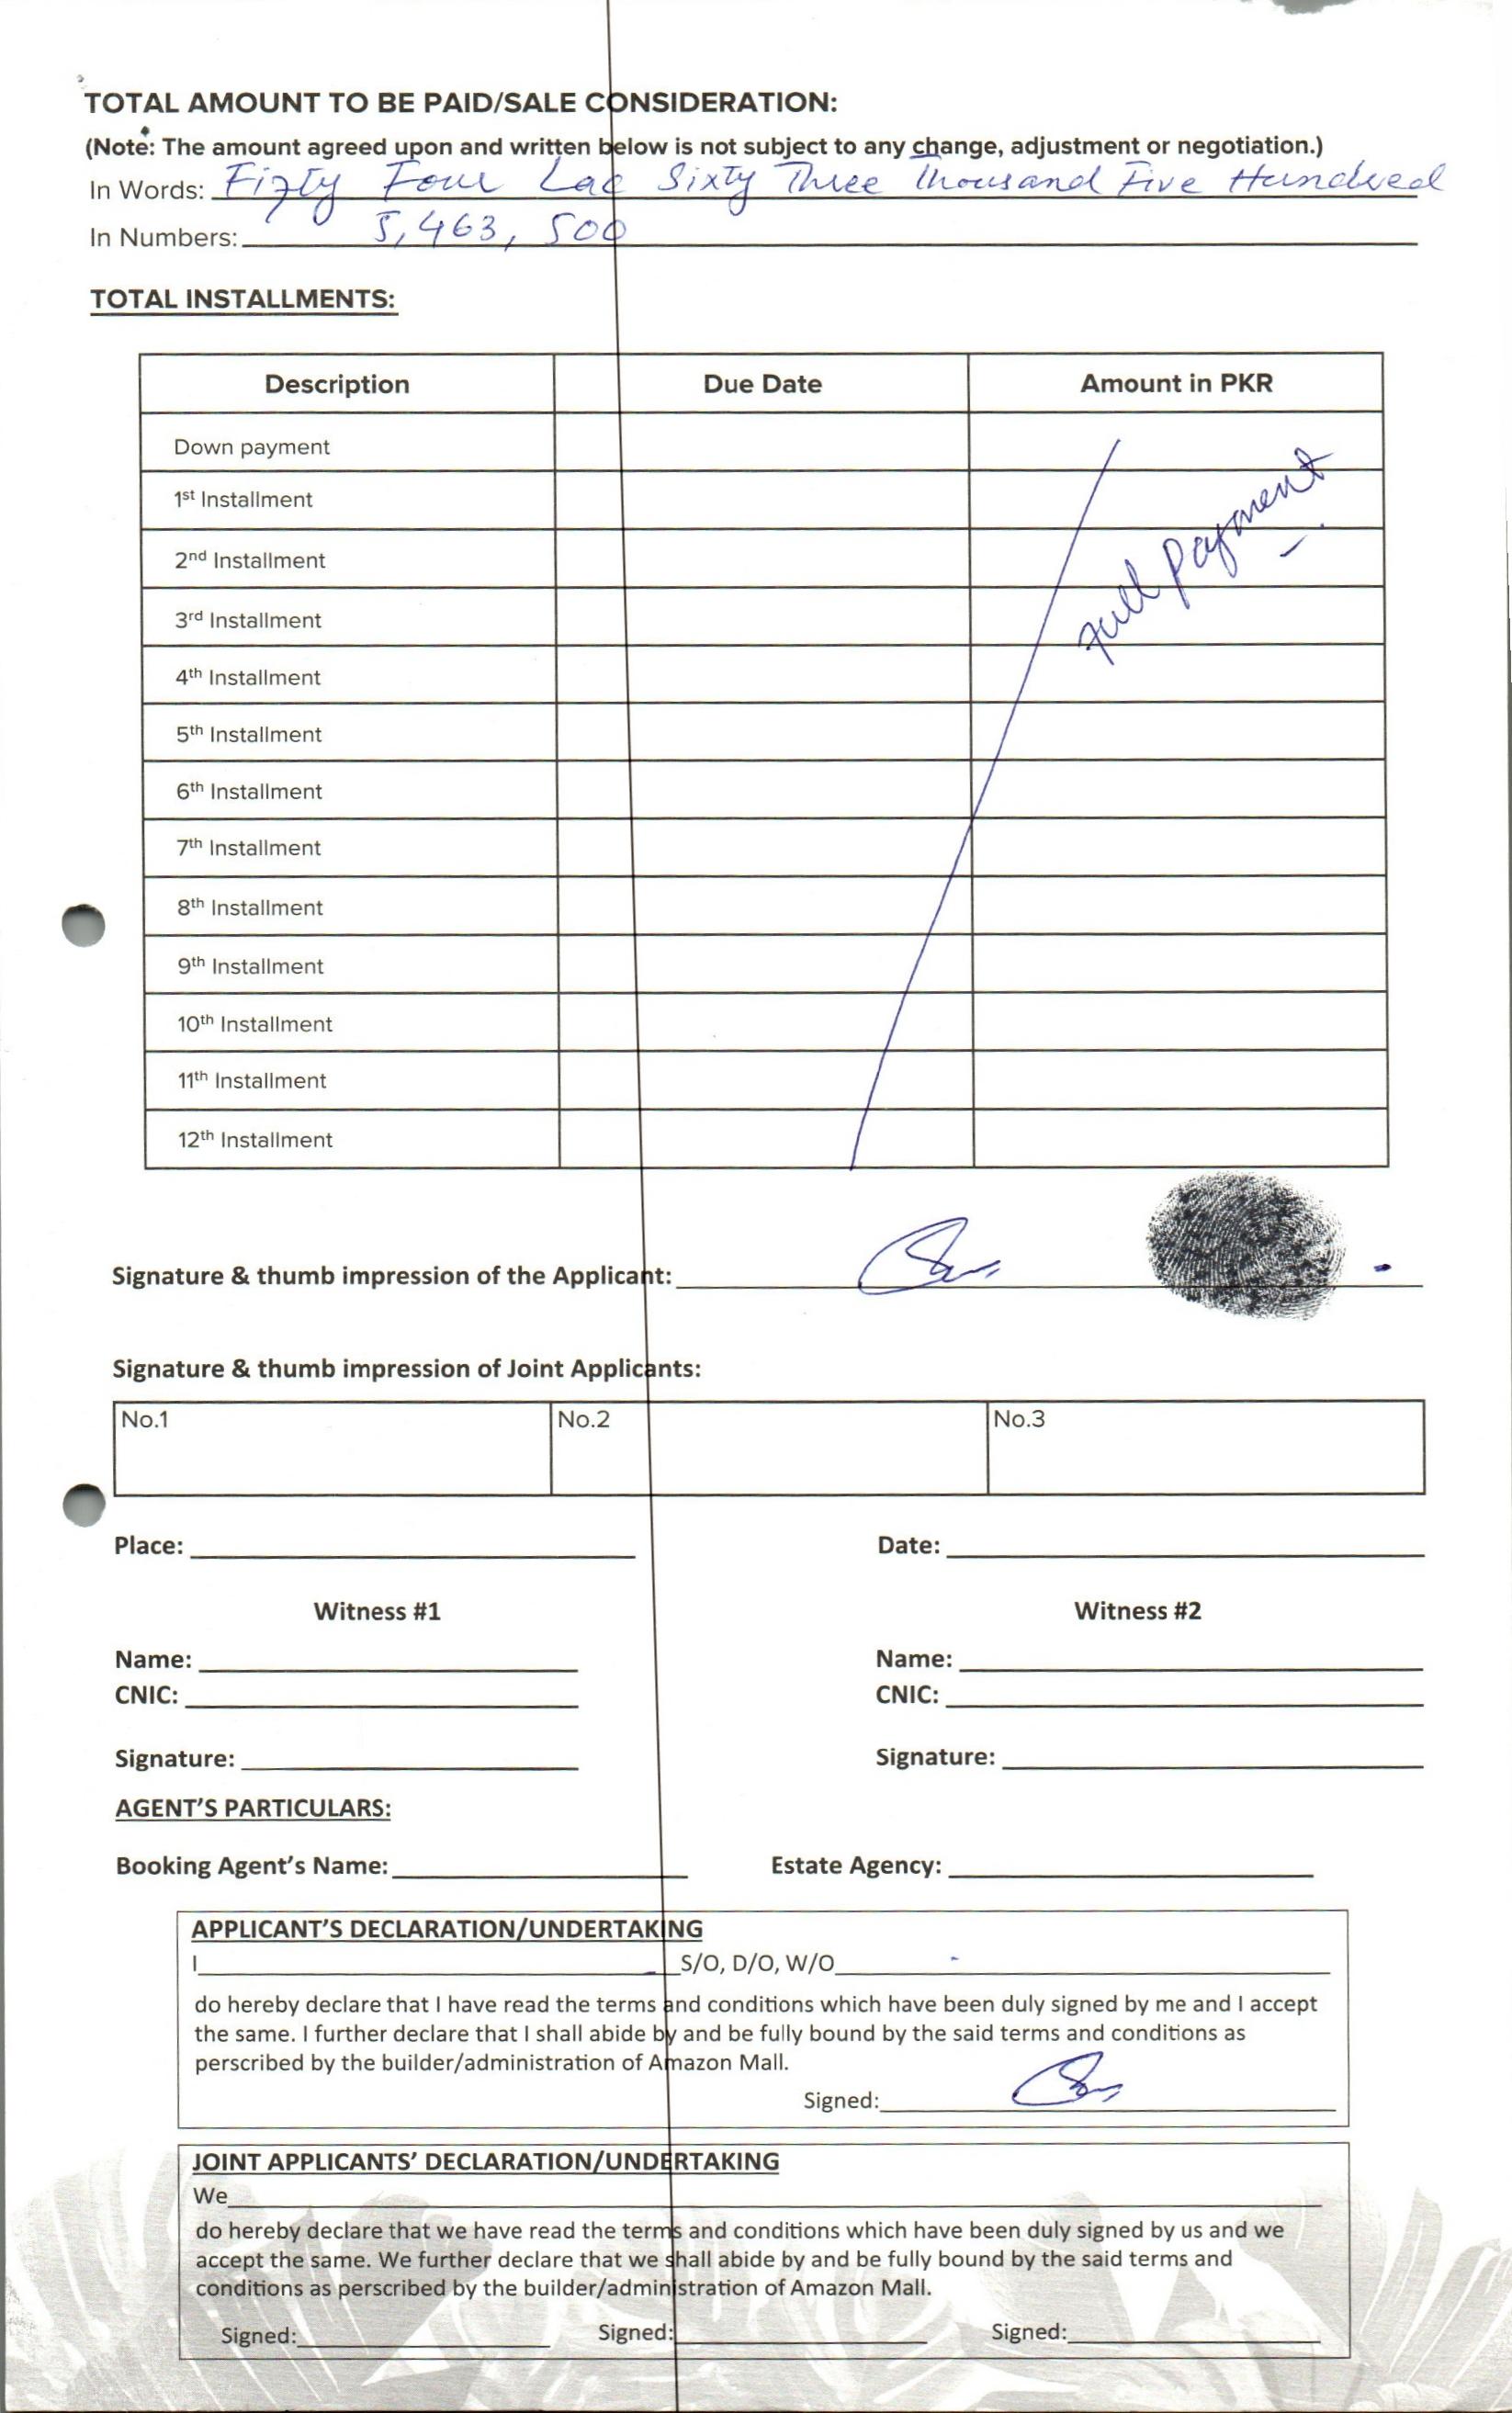 TOTAL AMOUNT TO BE PAID/SALE CONSIDERATION:
(Note: The amount agreed upon and written below is not subject to any change, adjustment or negotiation.)
In Words: Fifty Four Lac Sixty Three Thousand Five Hundred
In Numbers: 5,463,500
TOTAL INSTALLMENTS:
Description Due Date Amount in PKR
Down payment
1st Installment
2nd Installment
3rd Installment
4th Installment
5th Installment
6th Installment
7th Installment
8th Installment
9th Installment
10th Installment
11th Installment
12th Installment
Full Payment
Signature & thumb impression of the Applicant:
Signature & thumb impression of Joint Applicants:
No.1 No.2 No.3
Place: Date:
Witness #1 Witness #2
Name: Name:
CNIC: CNIC:
Signature: Signature:
AGENT'S PARTICULARS:
Booking Agent's Name: Estate Agency:
APPLICANT'S DECLARATION/UNDERTAKING
I S/O, D/O, W/O
do hereby declare that I have read the terms and conditions which have been duly signed by me and I accept
the same. I further declare that I shall abide by and be fully bound by the said terms and conditions as
perscribed by the builder/administration of Amazon Mall.
Signed:
JOINT APPLICANTS' DECLARATION/UNDERTAKING
We
do hereby declare that we have read the terms and conditions which have been duly signed by us and we
accept the same. We further declare that we shall abide by and be fully bound by the said terms and
conditions as perscribed by the builder/administration of Amazon Mall.
Signed: Signed: Signed: